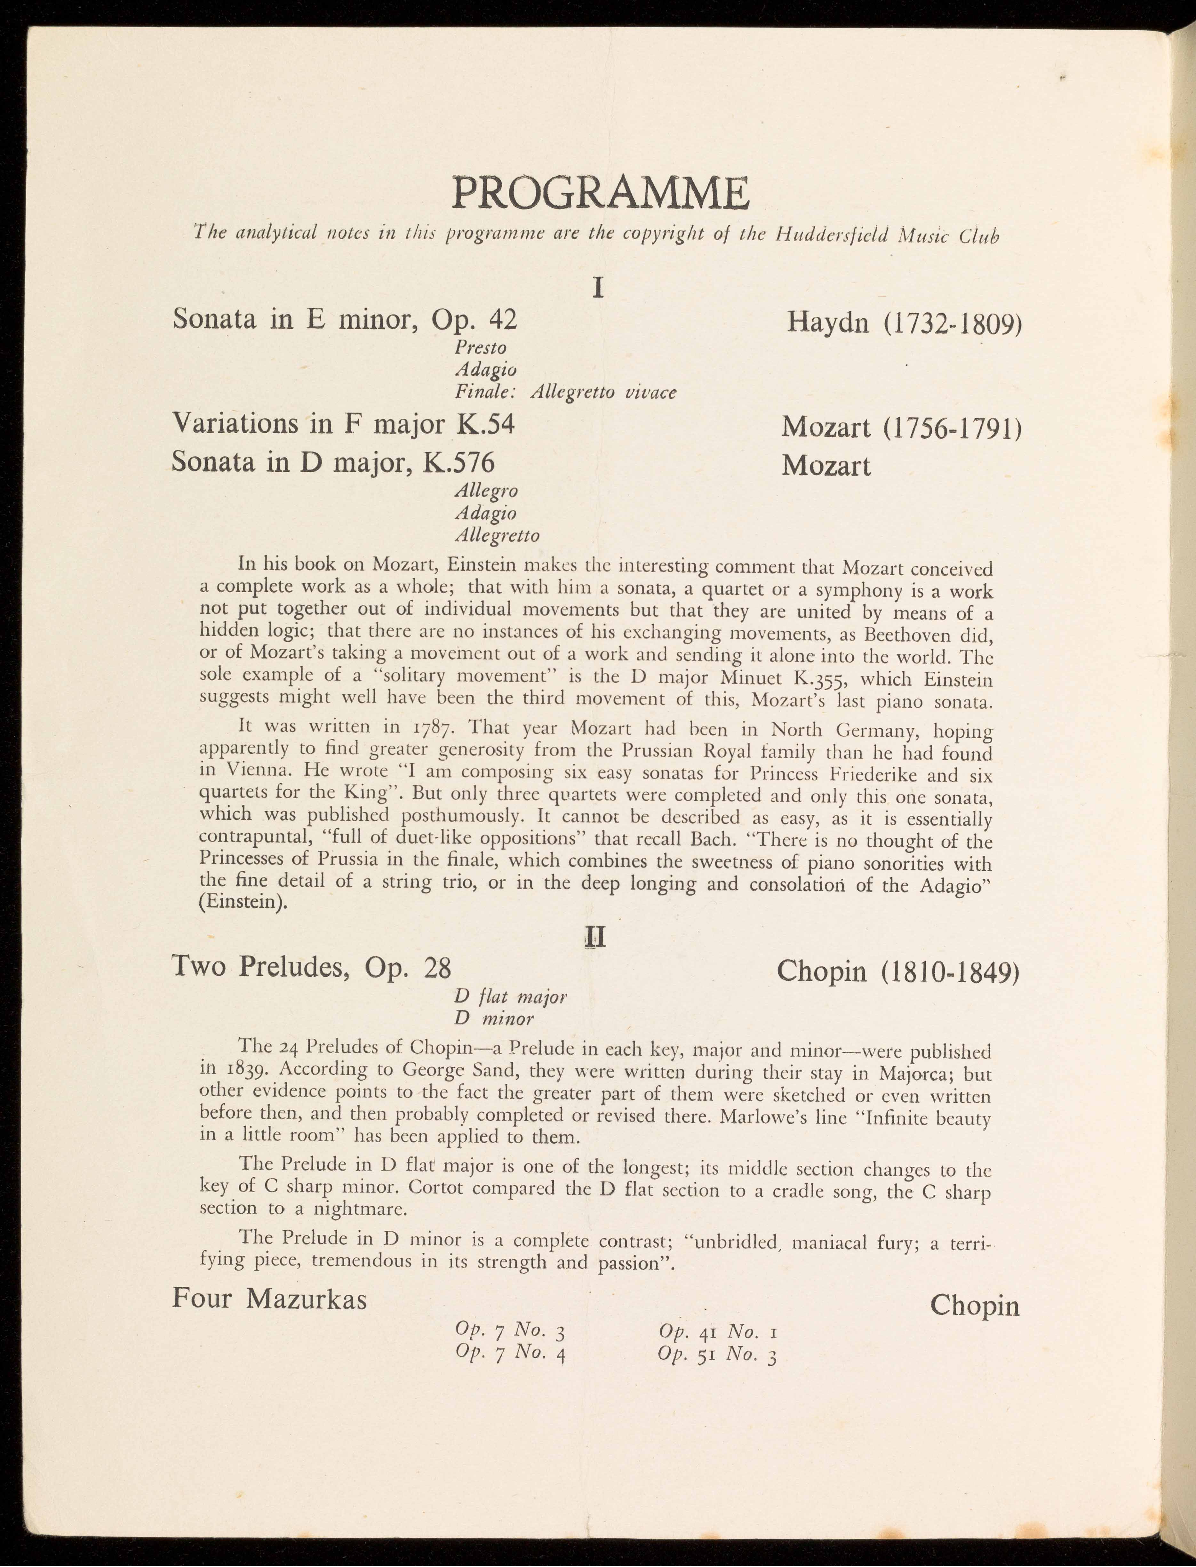 PROGRAMME
The analytical notes in this programme are the copyright of the Huddersfield Music Club
I
Sonata in E minor, Op. 42 Haydn (1732-1809)
Presto
Adagio
Finale: Allegretto vivace
Variations in F major K.54 Mozart (1756-1791)
Sonata in D major, K.576 Mozart
Allegro
Adagio
Allegretto
In his book on Mozart, Einstein makes the interesting comment that Mozart conceived
a complete work as a whole; that with him a sonata, a quartet or a symphony is a work
not put together out of individual movements but that they are united by means of a
hidden logic; that there are no instances of his exchanging movements, as Beethoven did,
or of Mozart's taking a movement out of a work and sending it alone into the world. The
sole example of a "solitary movement" is the D major Minuet K.355, which Einstein
suggests might well have been the third movement of this, Mozart's last piano sonata.
It was written in 1787. That year Mozart had been in North Germany, hoping
apparently to find greater generosity from the Prussian Royal family than he had found
in Vienna. He wrote "I am composing six easy sonatas for Princess Friederike and six
quartets for the King". But only three quartets were completed and only this one sonata,
which was published posthumously. It cannot be described as easy, as it is essentially
contrapuntal, "full of duet-like oppositions" that recall Bach. "There is no thought of the
Princesses of Prussia in the finale, which combines the sweetness of piano sonorities with
the fine detail of a string trio, or in the deep longing and consolation of the Adagio"
(Einstein).
II
Two Preludes, Op. 28 Chopin (1810-1849)
D flat major
D minor
The 24 Preludes of Chopin—a Prelude in each key, major and minor—were published
in 1839. According to George Sand, they were written during their stay in Majorca; but
other evidence points to the fact the greater part of them were sketched or even written
before then, and then probably completed or revised there. Marlowe's line "Infinite beauty
in a little room" has been applied to them.
The Prelude in D flat major is one of the longest; its middle section changes to the
key of C sharp minor. Cortot compared the D flat section to a cradle song, the C sharp
section to a nightmare.
The Prelude in D minor is a complete contrast; "unbridled, maniacal fury; a terri-
fying piece, tremendous in its strength and passion".
Four Mazurkas Chopin
Op. 7 No. 3 Op. 41 No. 1
Op. 7 No. 4 Op. 51 No. 3